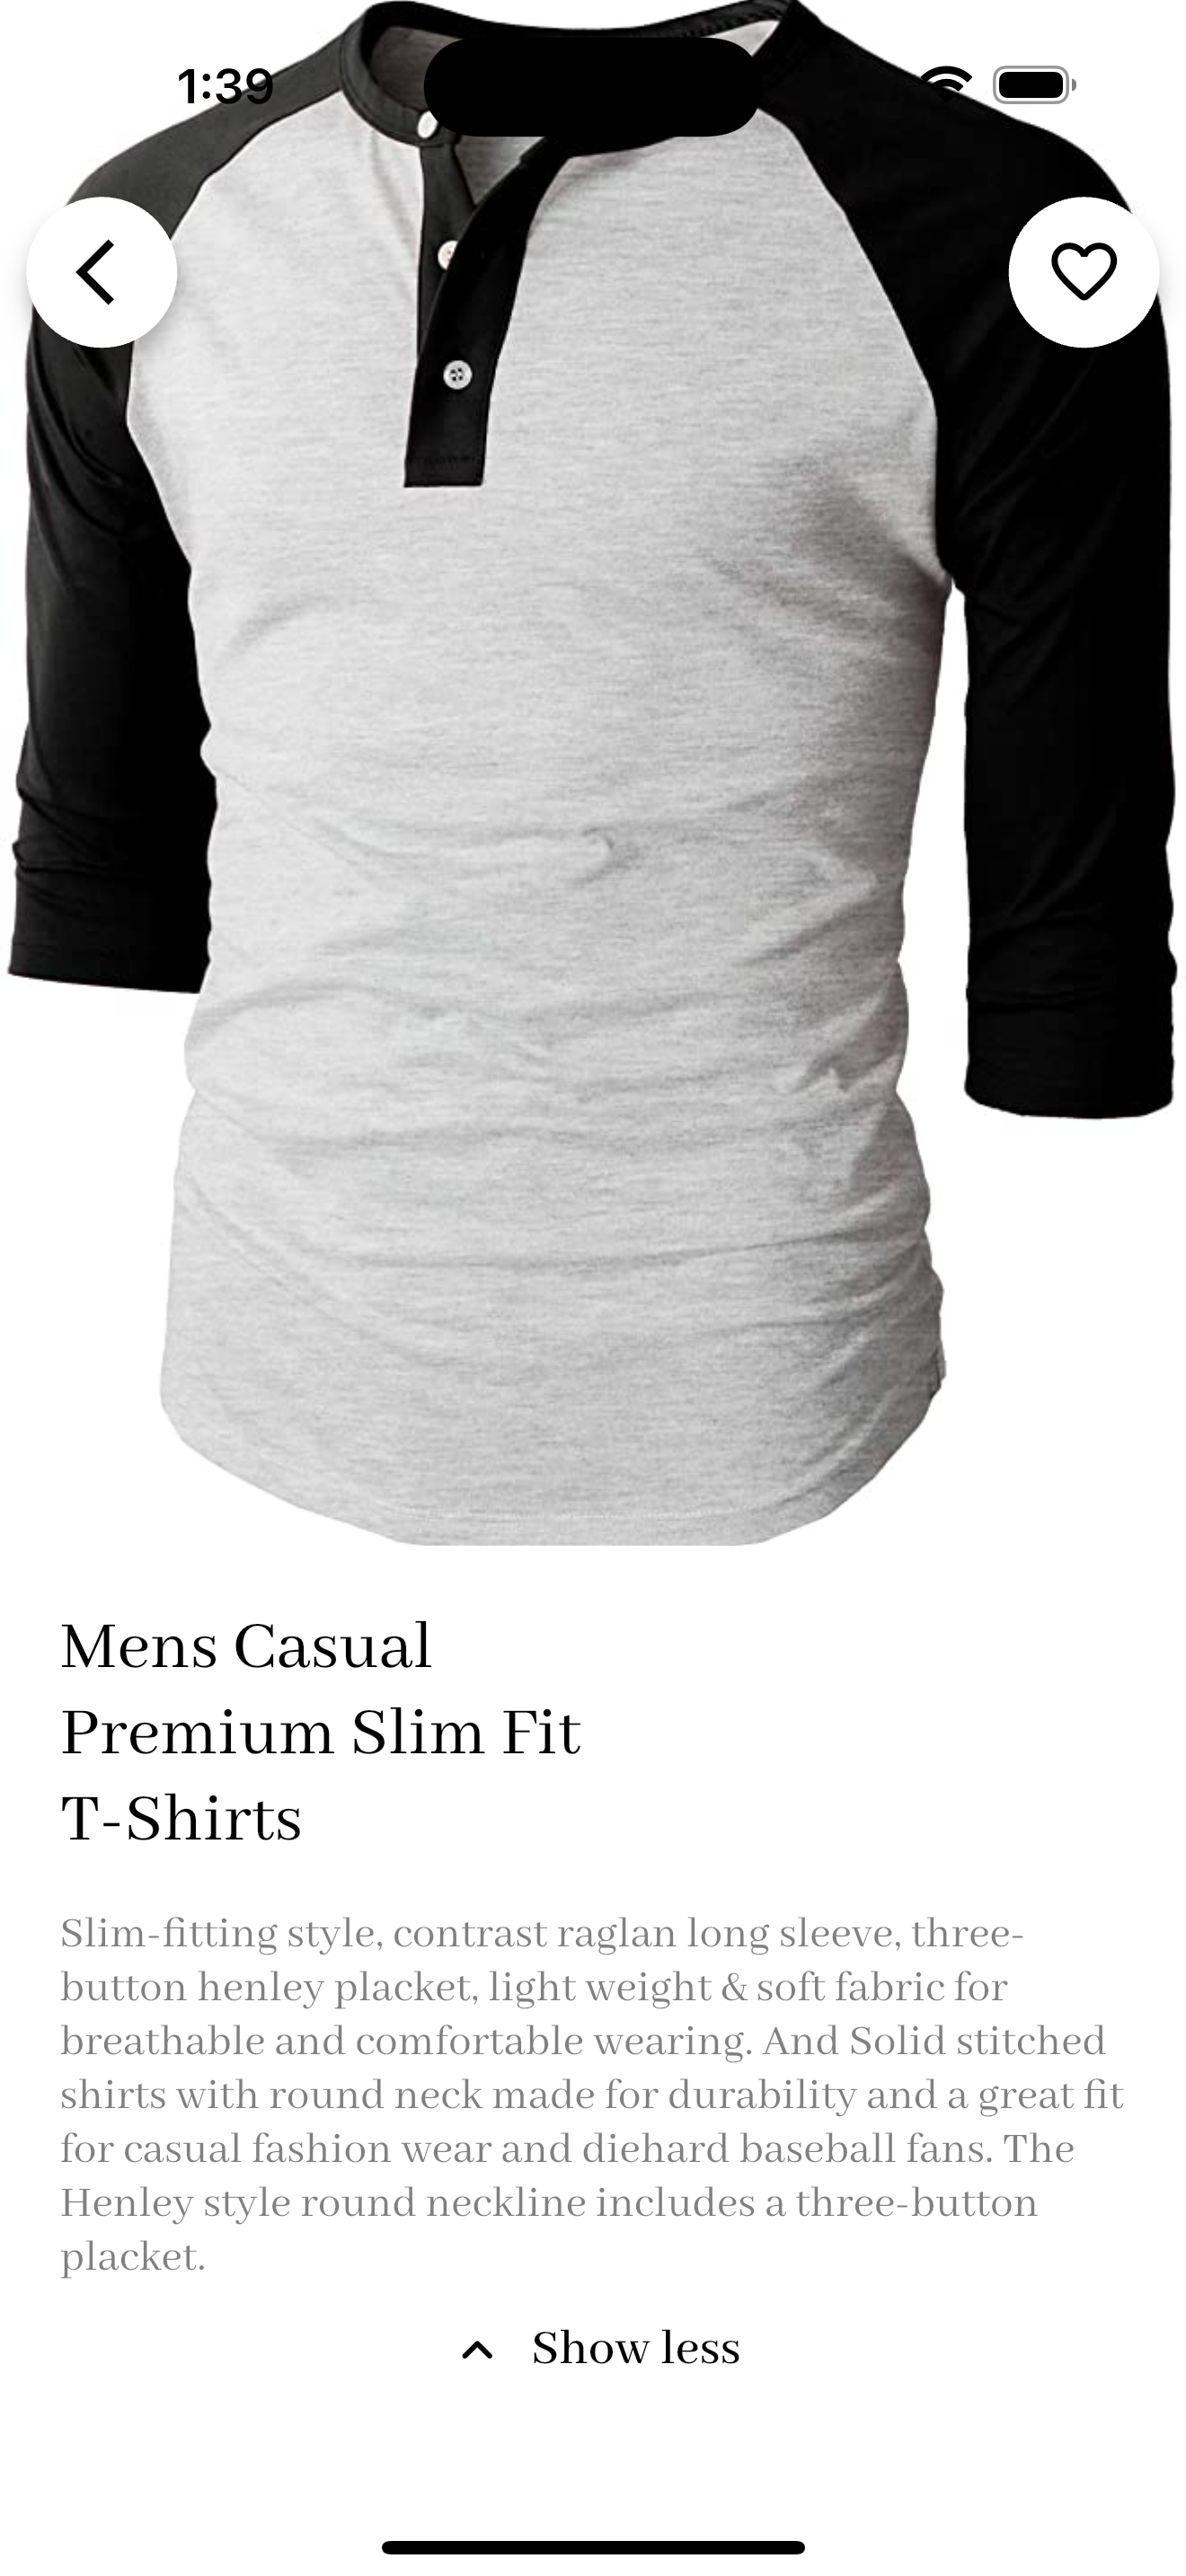 1:39
Mens Casual
Premium Slim Fit
T-Shirts
Slim-fitting style, contrast raglan long sleeve, three-
button henley placket, light weight & soft fabric for
breathable and comfortable wearing. And Solid stitched
shirts with round neck made for durability and a great fit
for casual fashion wear and diehard baseball fans. The
Henley style round neckline includes a three-button
placket.
Show less